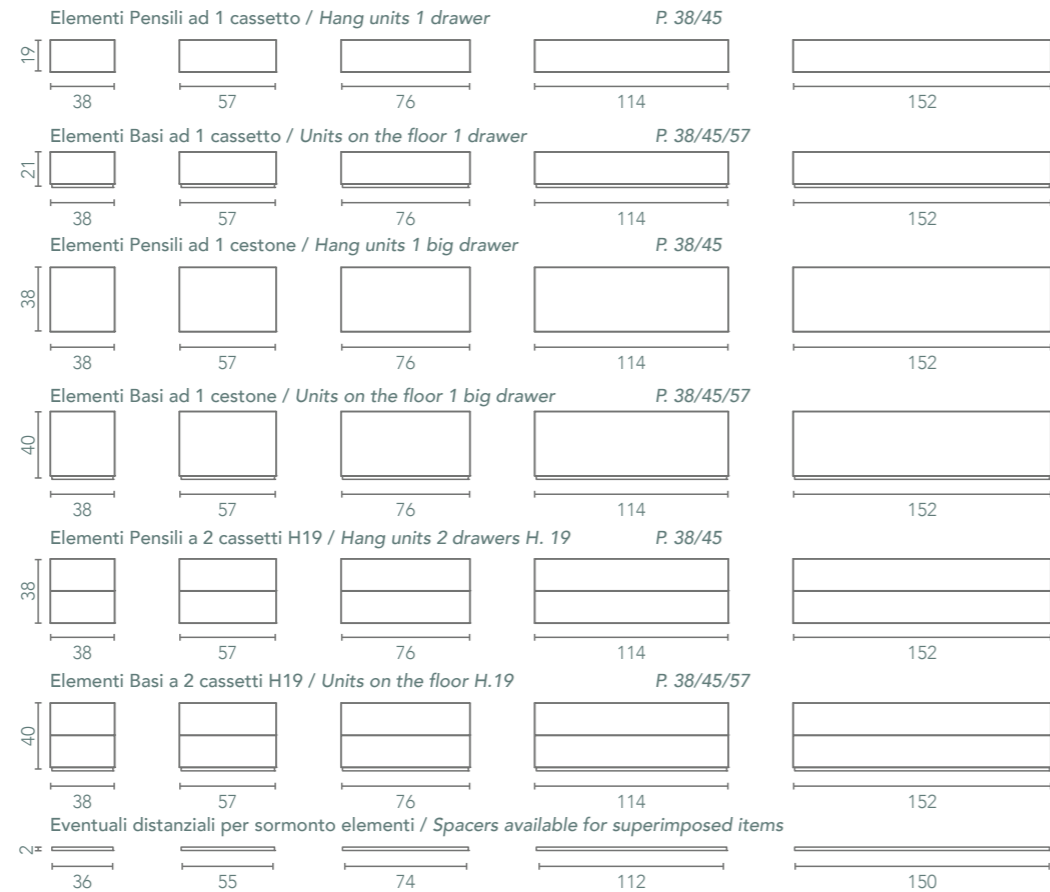 Elementi Pensili ad 1 cassetto / Hang units 1 drawer P. 38/45
19
38 57 76 114 152
Elementi Basi ad 1 cassetto / Units on the floor 1 drawer P. 38/45/57
21
38 57 76 114 152
Elementi Pensili ad 1 cestone / Hang units 1 big drawer P. 38/45
38
38 57 76 114 152
Elementi Basi ad 1 cestone / Units on the floor 1 big drawer P. 38/45/57
40
38 57 76 114 152
Elementi Pensili a 2 cassetti H19 / Hang units 2 drawers H. 19 P. 38/45
38
38 57 76 114 152
Elementi Basi a 2 cassetti H19 / Units on the floor H.19 P. 38/45/57
40
38 57 76 114 152
Eventuali distanziali per sormonto elementi / Spacers available for superimposed items
2
36 55 74 112 150